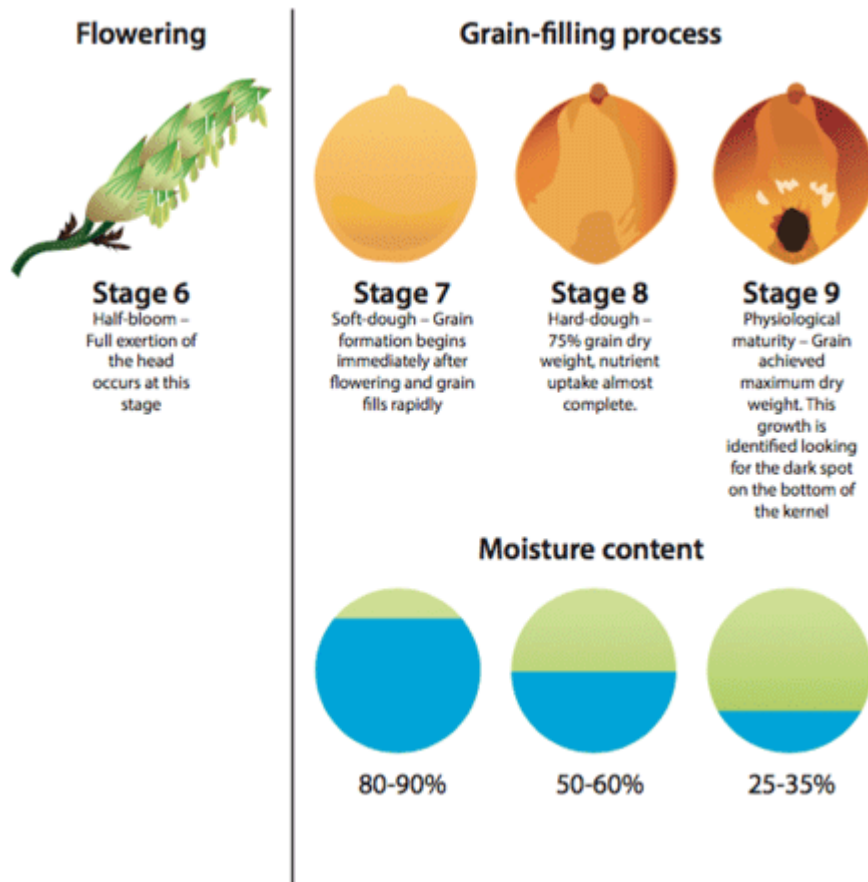 Flowering
Stage 6
Half-bloom –
Full exertion of
the head
occurs at this
stage
Grain-filling process
Stage 7
Soft-dough – Grain
formation begins
immediately after
flowering and grain
fills rapidly
Stage 8
Hard-dough –
75% grain dry
weight, nutrient
uptake almost
complete.
Stage 9
Physiological
maturity – Grain
achieved
maximum dry
weight. This
growth is
identified looking
for the dark spot
on the bottom of
the kernel
Moisture content
80-90%
50-60%
25-35%